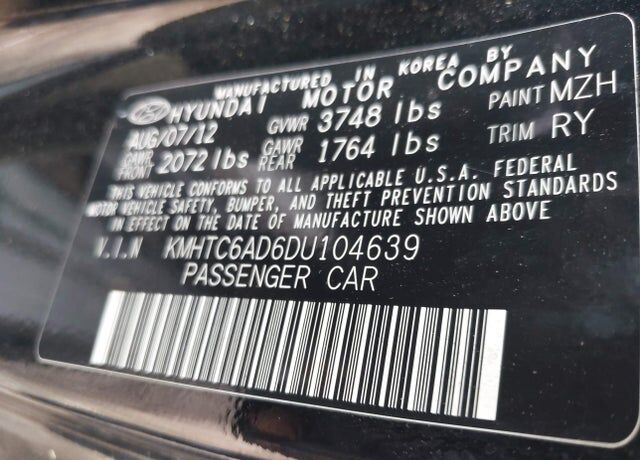 MANUFACTURED IN KOREA BY
HYUNDAI MOTOR COMPANY
AUG/07/12 GVWR 3748 lbs PAINT MZH
GAWR FRONT 2072 lbs GAWR REAR 1764 lbs TRIM RY
THIS VEHICLE CONFORMS TO ALL APPLICABLE U.S.A. FEDERAL
MOTOR VEHICLE SAFETY, BUMPER, AND THEFT PREVENTION STANDARDS
IN EFFECT ON THE DATE OF MANUFACTURE SHOWN ABOVE
V.I.N KMHTC6AD6DU104639
PASSENGER CAR